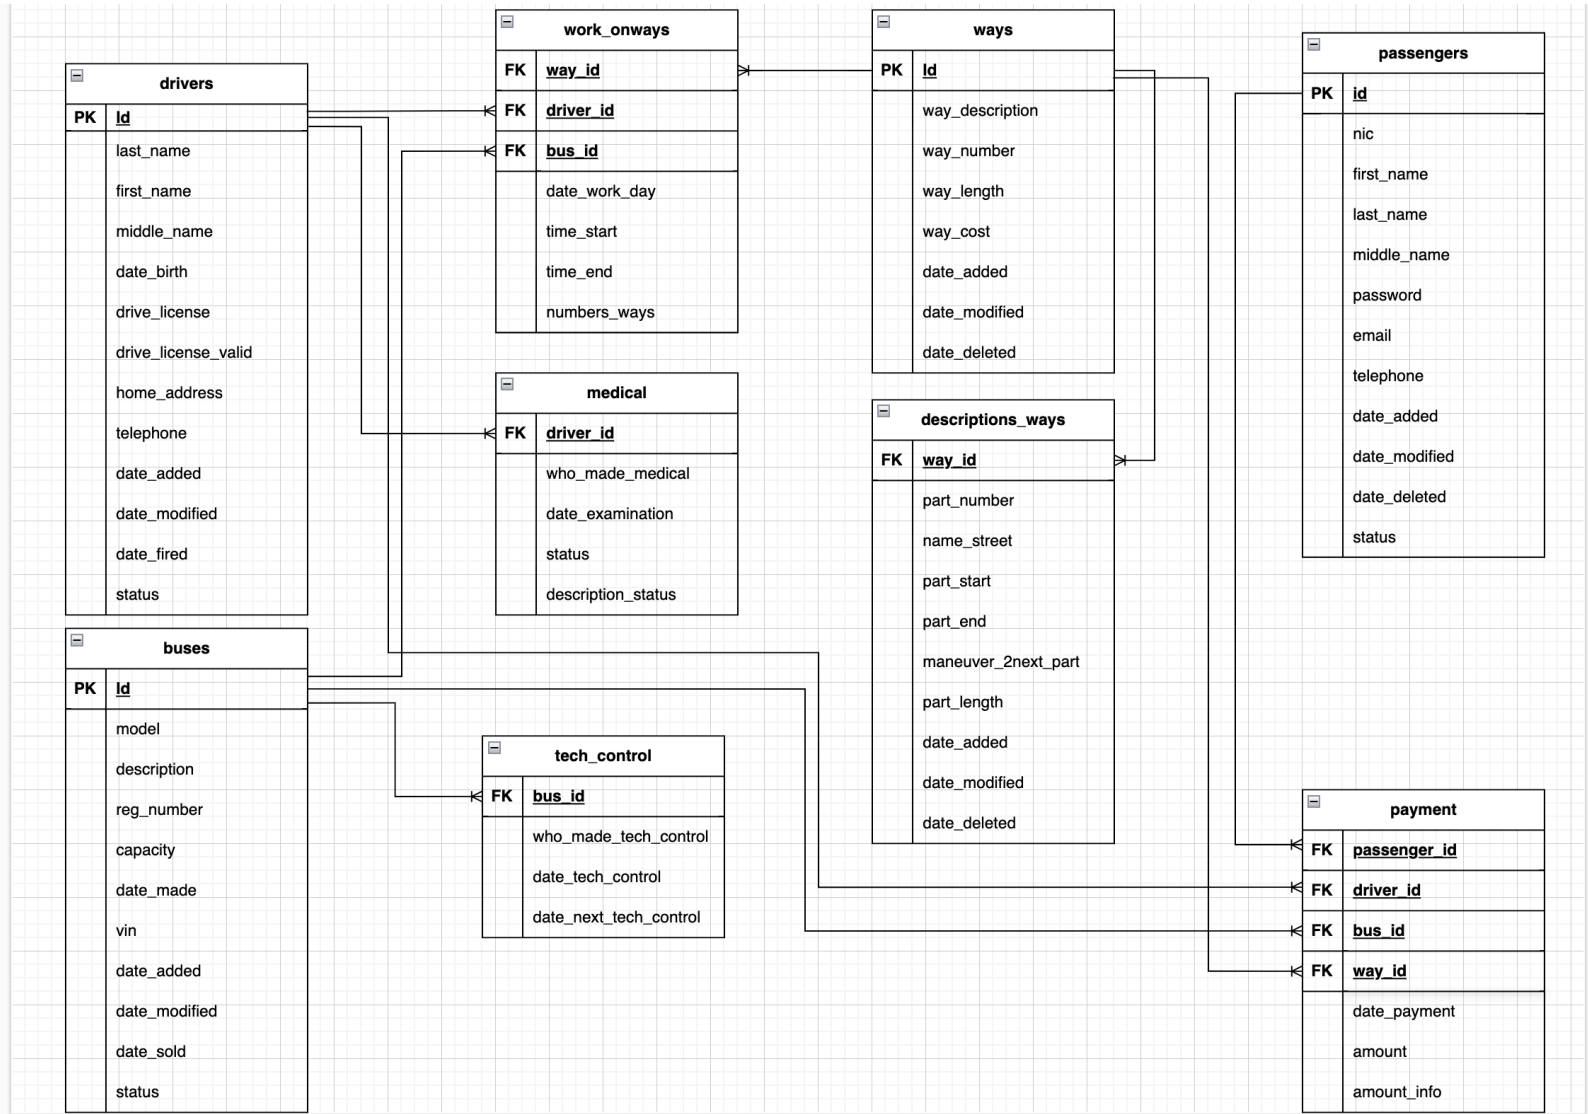 drivers
PK Id
last_name
first_name
middle_name
date_birth
drive_license
drive_license_valid
home_address
telephone
date_added
date_modified
date_fired
status
buses
PK Id
model
description
reg_number
capacity
date_made
vin
date_added
date_modified
date_sold
status
work_onways
FK way_id
FK driver_id
FK bus_id
date_work_day
time_start
time_end
numbers_ways
medical
FK driver_id
who_made_medical
date_examination
status
description_status
tech_control
FK bus_id
who_made_tech_control
date_tech_control
date_next_tech_control
ways
PK Id
way_description
way_number
way_length
way_cost
date_added
date_modified
date_deleted
descriptions_ways
FK way_id
part_number
name_street
part_start
part_end
maneuver_2next_part
part_length
date_added
date_modified
date_deleted
passengers
PK id
nic
first_name
last_name
middle_name
password
email
telephone
date_added
date_modified
date_deleted
status
payment
FK passenger_id
FK driver_id
FK bus_id
FK way_id
date_payment
amount
amount_info